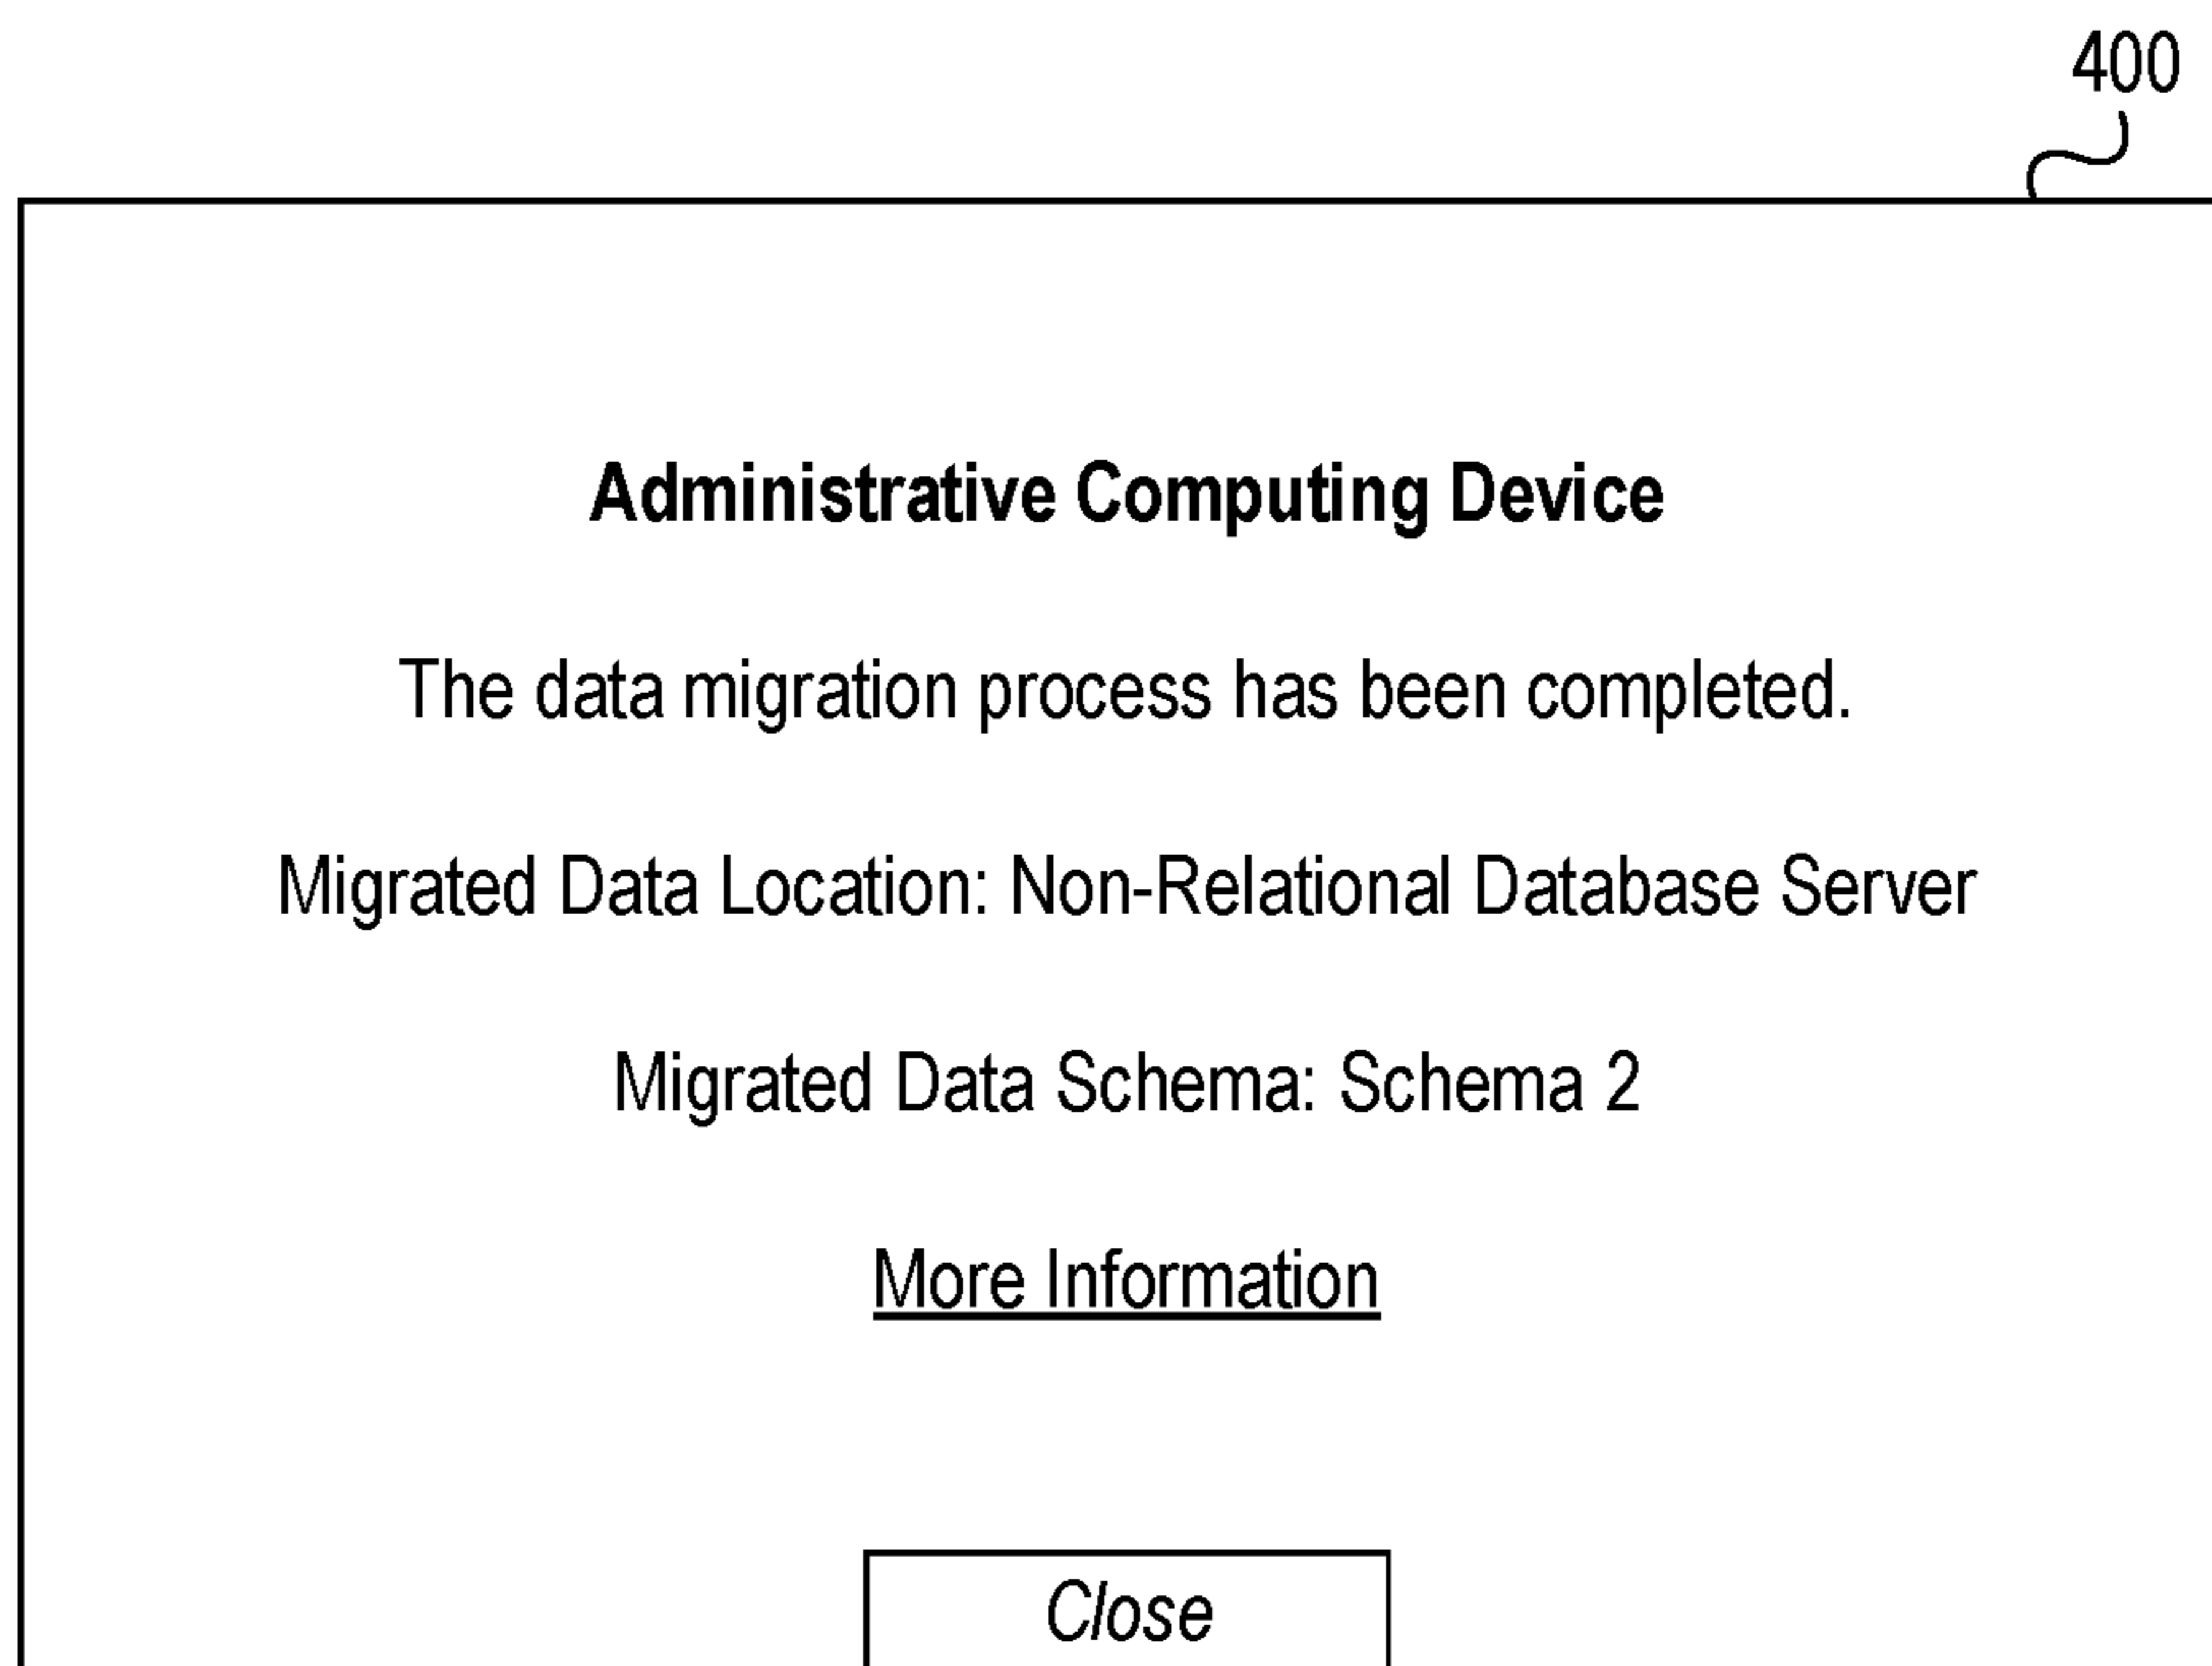 400
Administrative Computing Device
The data migration process has been completed.
Migrated Data Location: Non-Relational Database Server
Migrated Data Schema: Schema 2
More Information
Close